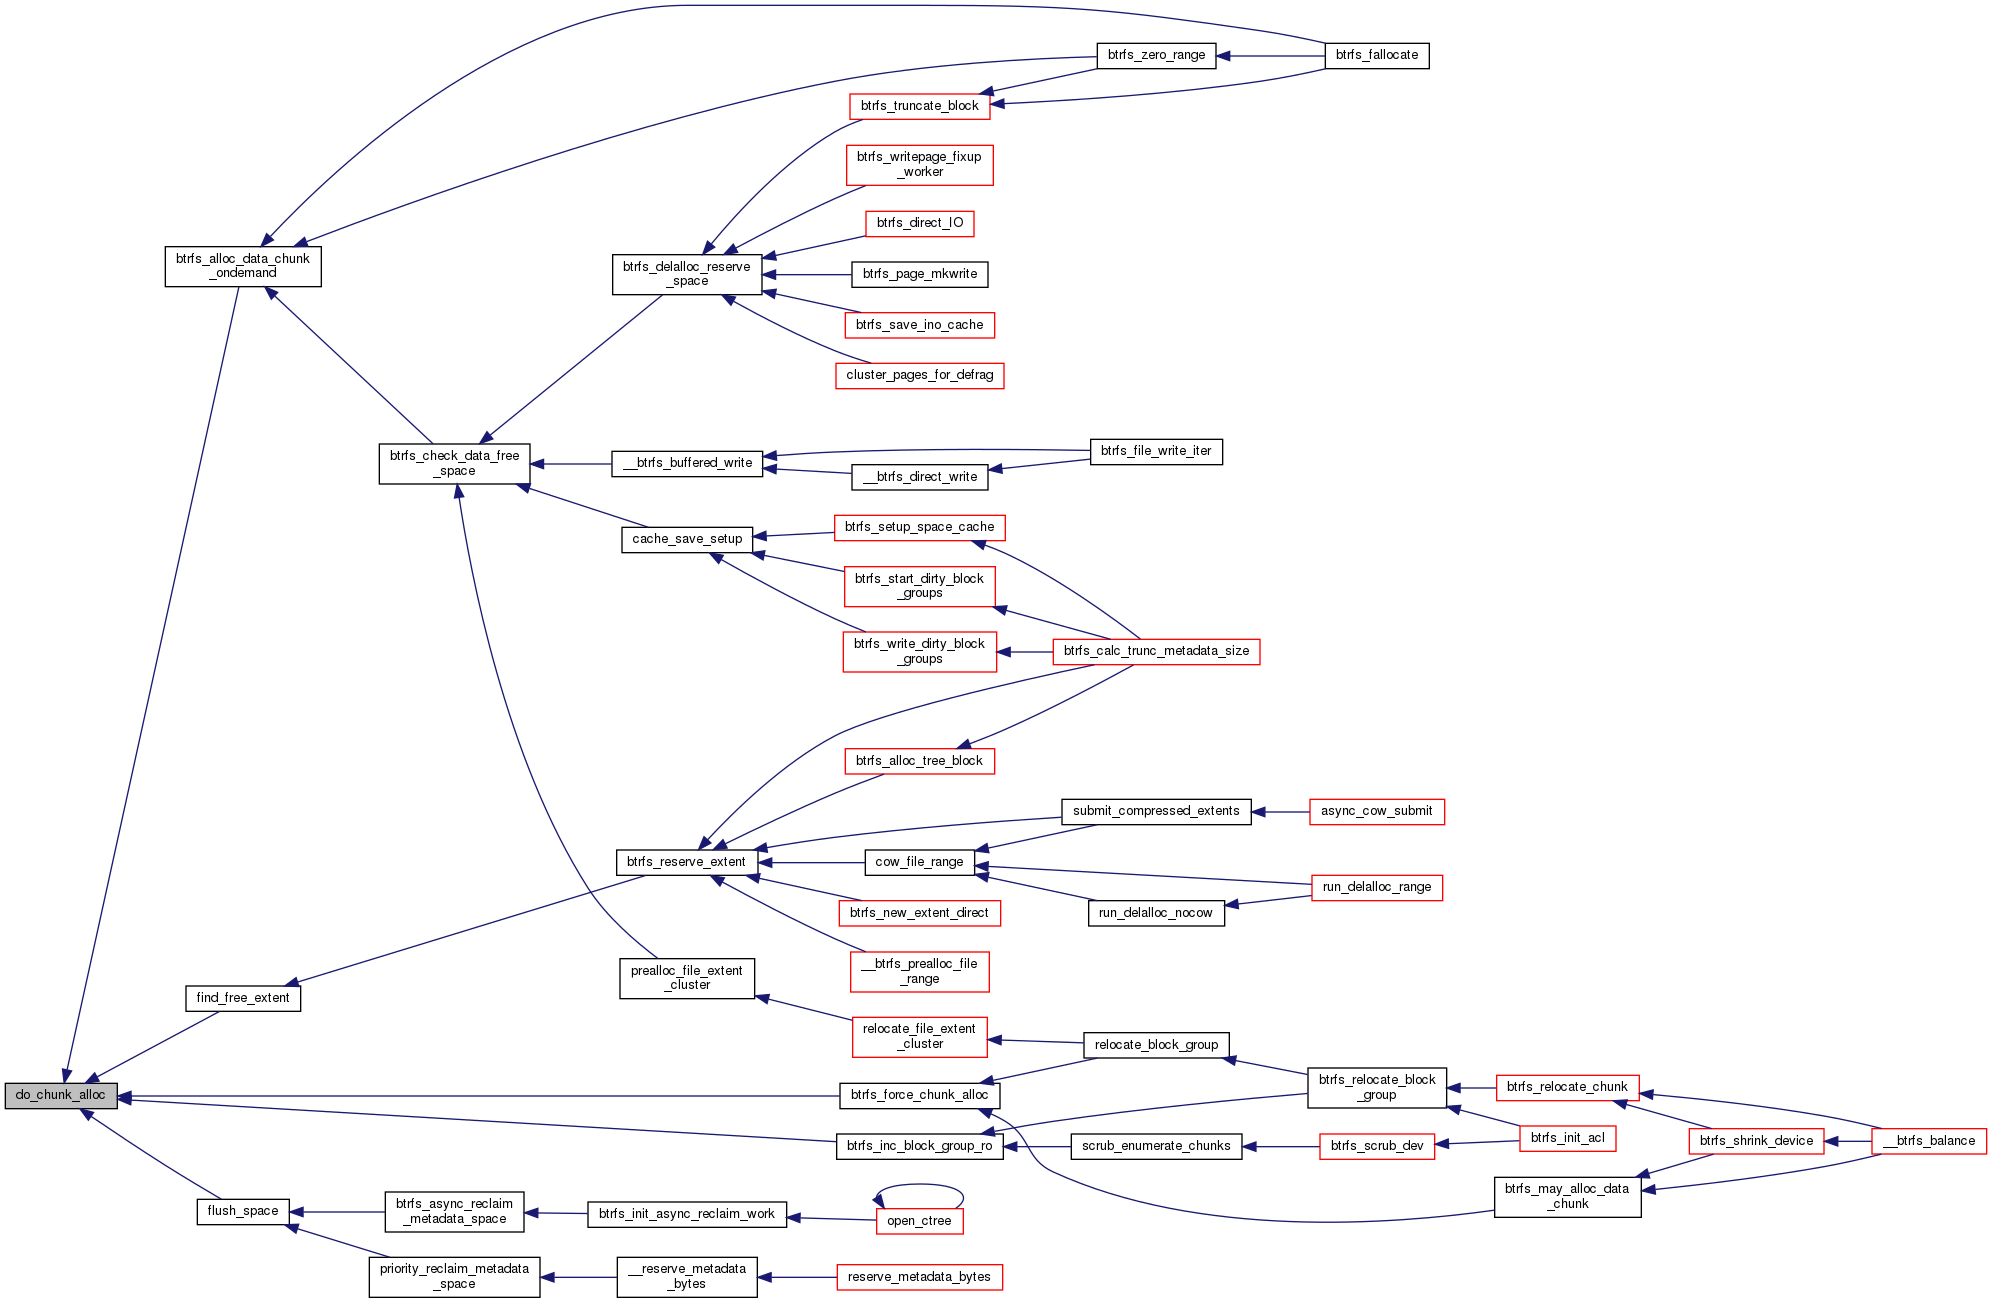 btrfs_zero_range
btrfs_fallocate
btrfs_truncate_block
btrfs_writepage_fixup
_worker
btrfs_direct_IO
btrfs_alloc_data_chunk
_ondemand
btrfs_delalloc_reserve
_space
btrfs_page_mkwrite
btrfs_save_ino_cache
cluster_pages_for_defrag
btrfs_check_data_free
_space
__btrfs_buffered_write
btrfs_file_write_iter
__btrfs_direct_write
cache_save_setup
btrfs_setup_space_cache
btrfs_start_dirty_block
_groups
btrfs_write_dirty_block
_groups
btrfs_calc_trunc_metadata_size
btrfs_alloc_tree_block
submit_compressed_extents
async_cow_submit
btrfs_reserve_extent
cow_file_range
run_delalloc_range
btrfs_new_extent_direct
run_delalloc_nocow
__btrfs_prealloc_file
_range
prealloc_file_extent
_cluster
find_free_extent
relocate_file_extent
_cluster
relocate_block_group
do_chunk_alloc
btrfs_force_chunk_alloc
btrfs_relocate_block
_group
btrfs_relocate_chunk
btrfs_inc_block_group_ro
scrub_enumerate_chunks
btrfs_scrub_dev
btrfs_init_acl
btrfs_shrink_device
__btrfs_balance
btrfs_may_alloc_data
_chunk
flush_space
btrfs_async_reclaim
_metadata_space
btrfs_init_async_reclaim_work
open_ctree
priority_reclaim_metadata
_space
__reserve_metadata
_bytes
reserve_metadata_bytes